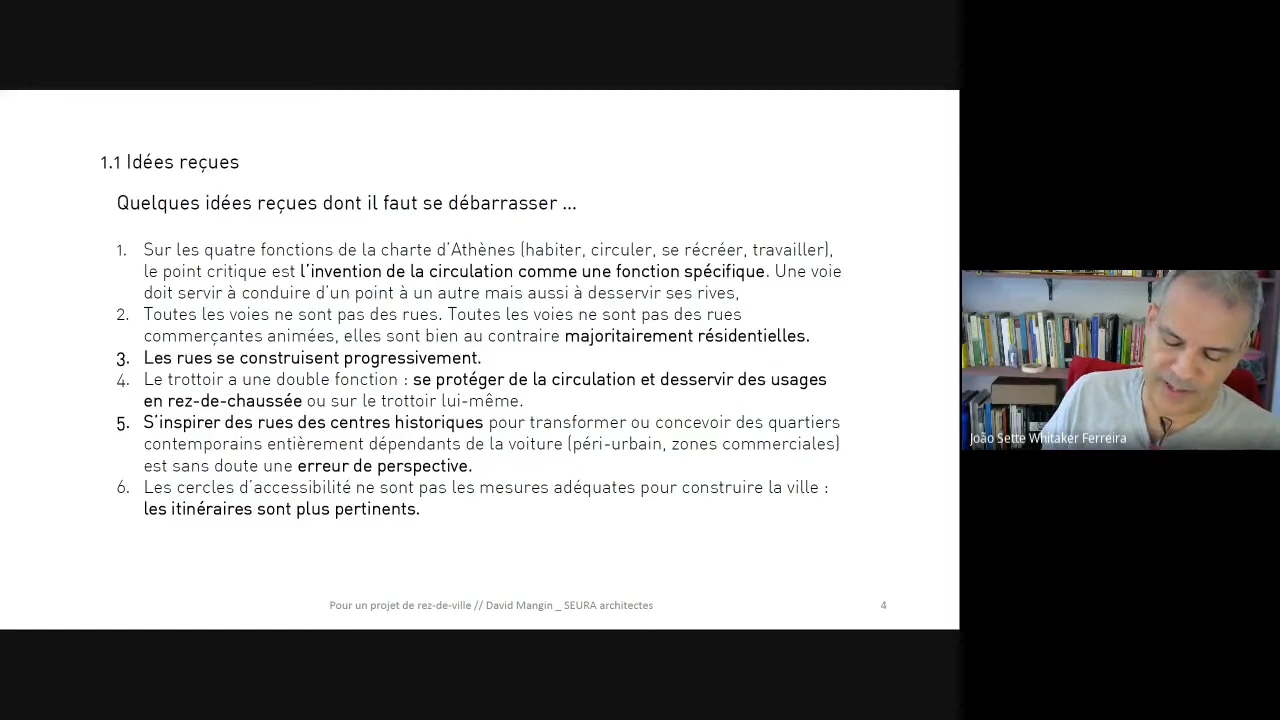 1.1 Idées reçues
Quelques idées reçues dont il faut se débarrasser ...
1. Sur les quatre fonctions de la charte d'Athènes (habiter, circuler, se récréer, travailler),
le point critique est l'invention de la circulation comme une fonction spécifique. Une voie
doit servir à conduire d'un point à un autre mais aussi à desservir ses rives,
2. Toutes les voies ne sont pas des rues. Toutes les voies ne sont pas des rues
commerçantes animées, elles sont bien au contraire majoritairement résidentielles.
3. Les rues se construisent progressivement.
4. Le trottoir a une double fonction : se protéger de la circulation et desservir des usages
en rez-de-chaussée ou sur le trottoir lui-même.
5. S'inspirer des rues des centres historiques pour transformer ou concevoir des quartiers
contemporains entièrement dépendants de la voiture (péri-urbain, zones commerciales)
est sans doute une erreur de perspective.
6. Les cercles d'accessibilité ne sont pas les mesures adéquates pour construire la ville :
les itinéraires sont plus pertinents.
Pour un projet de rez-de-ville // David Mangin _ SEURA architectes
4
João Sette Whitaker Ferreira